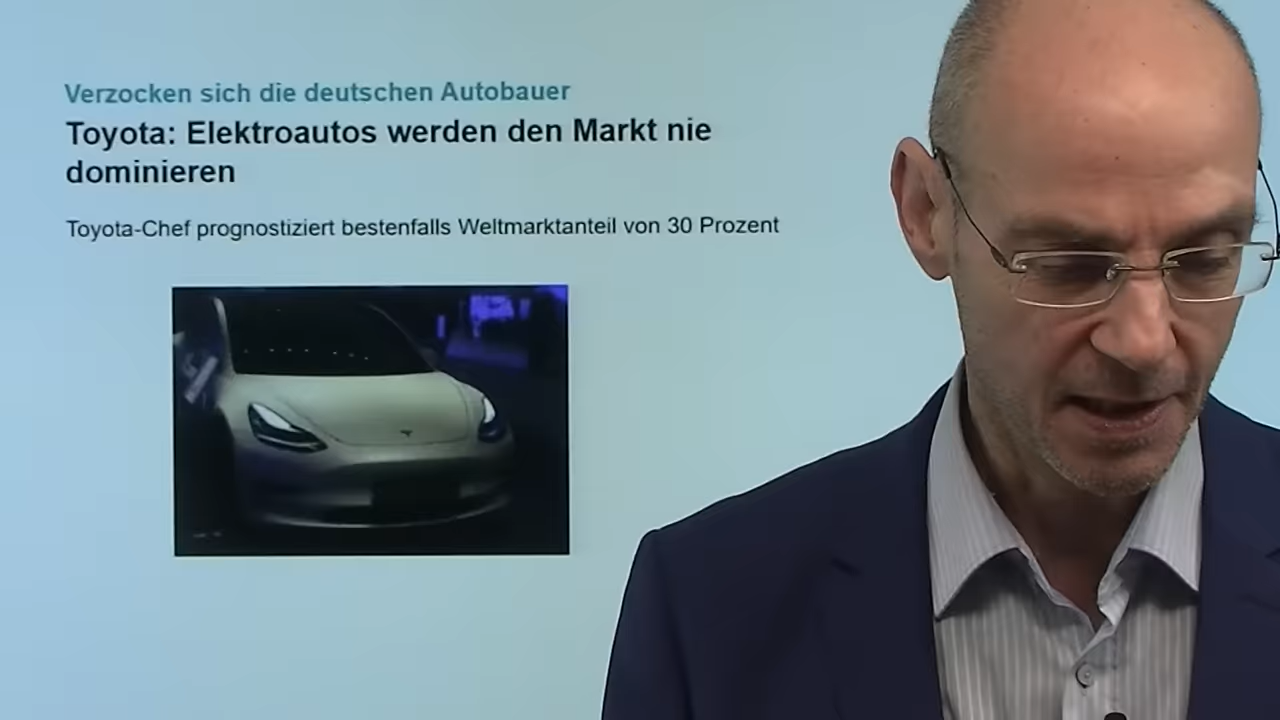 Verzocken sich die deutschen Autobauer
Toyota: Elektroautos werden den Markt nie
dominieren
Toyota-Chef prognostiziert bestenfalls Weltmarktanteil von 30 Prozent